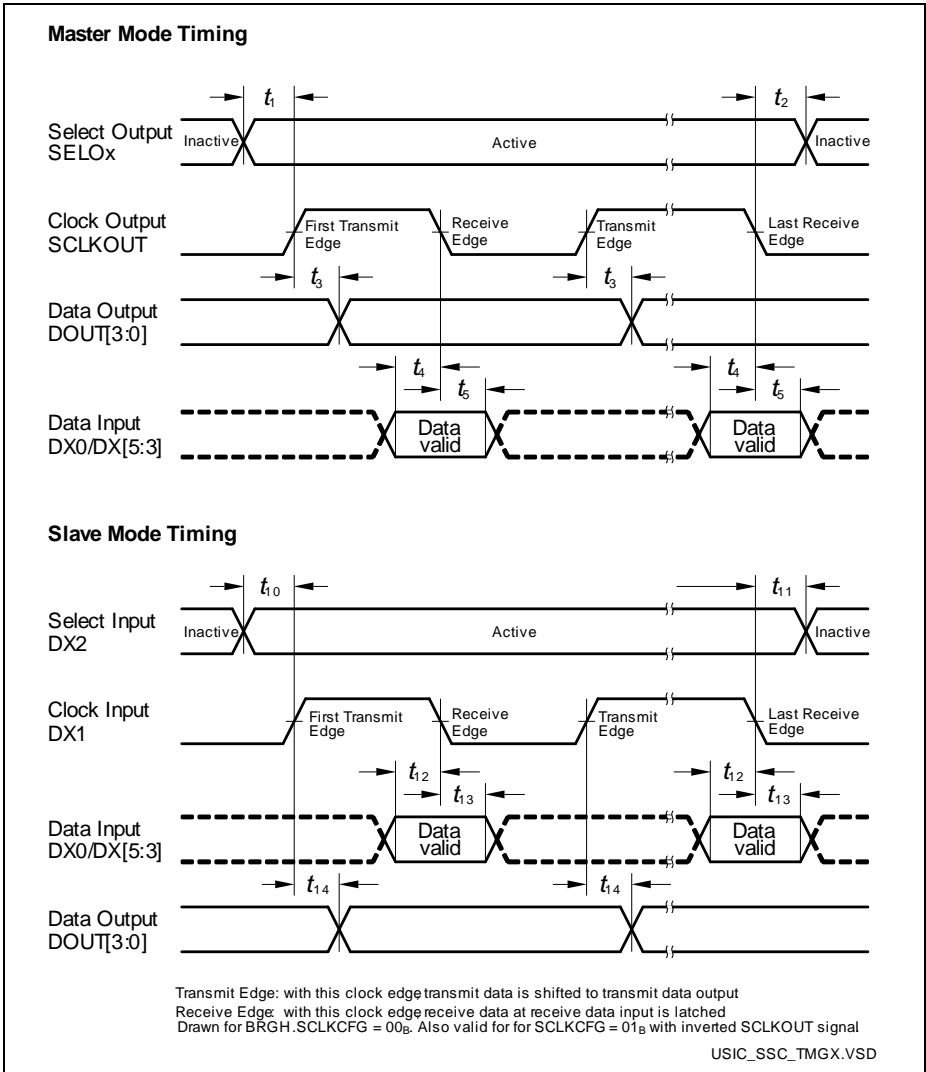 Master Mode Timing
t1
t2
Select Output
SELOx
Inactive
Active
Inactive
Clock Output
SCLKOUT
First Transmit
Edge
Receive
Edge
Transmit
Edge
Last Receive
Edge
t3
t3
Data Output
DOUT[3:0]
t4
t5
t4
t5
Data Input
DX0/DX[5:3]
Data
valid
Data
valid
Slave Mode Timing
t10
t11
Select Input
DX2
Inactive
Active
Inactive
Clock Input
DX1
First Transmit
Edge
Receive
Edge
Transmit
Edge
Last Receive
Edge
t12
t13
t12
t13
Data Input
DX0/DX[5:3]
Data
valid
Data
valid
t14
t14
Data Output
DOUT[3:0]
Transmit Edge: with this clock edge, transmit data is shifted to transmit data output
Receive Edge: with this clock edge, receive data at receive data input is latched
Drawn for BRGH.SCLKCFG = 00B. Also valid for for SCLKCFG = 01B with inverted SCLKOUT signal.
USIC_SSC_TMGX.VSD